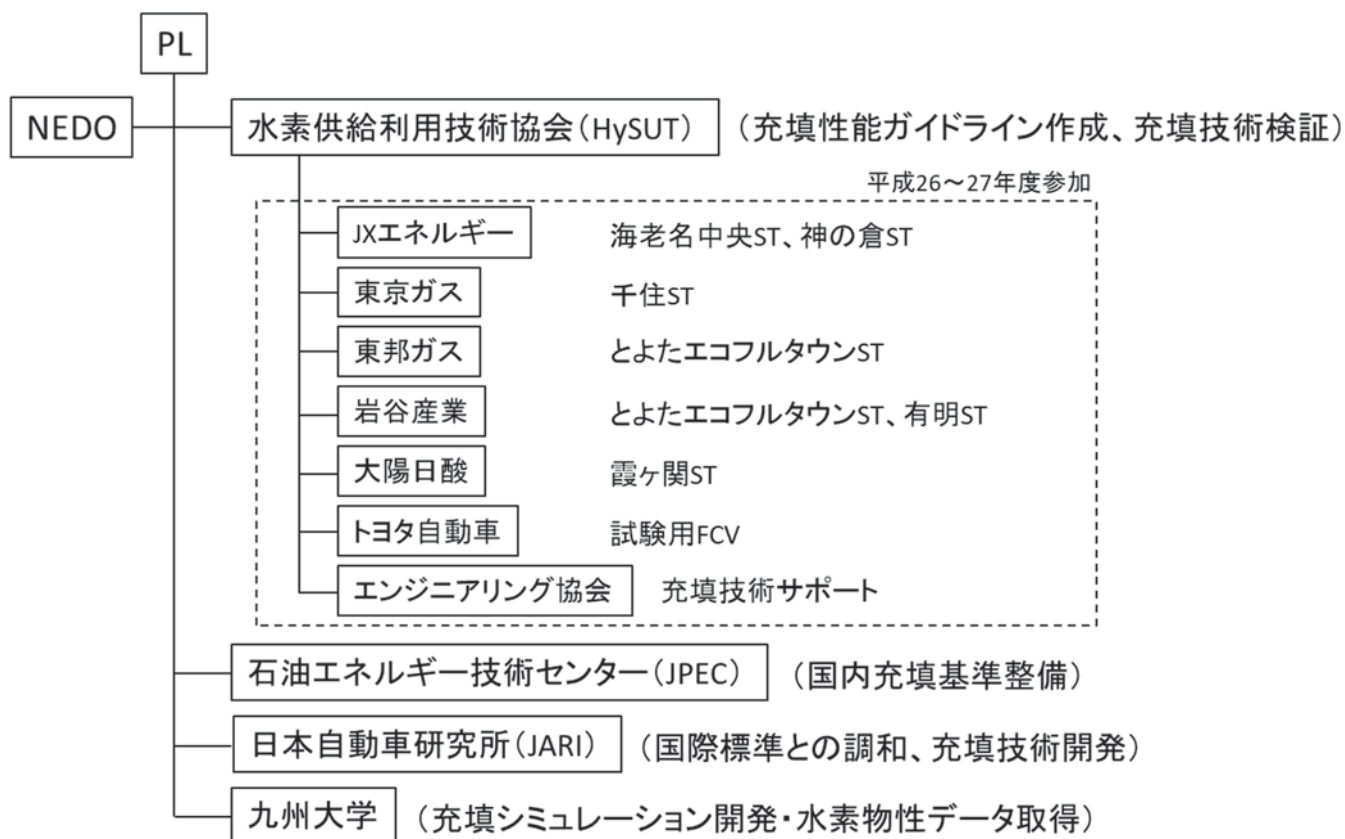 PL
NEDO
水素供給利用技術協会(HySUT) (充填性能ガイドライン作成、充填技術検証)
平成26~27年度参加
JXエネルギー 海老名中央ST、神の倉ST
東京ガス 千住ST
東邦ガス とよたエコフルタウンST
岩谷産業 とよたエコフルタウンST、有明ST
大陽日酸 霞ヶ関ST
トヨタ自動車 試験用FCV
エンジニアリング協会 充填技術サポート
石油エネルギー技術センター(JPEC) (国内充填基準整備)
日本自動車研究所(JARI) (国際標準との調和、充填技術開発)
九州大学 (充填シミュレーション開発・水素物性データ取得)